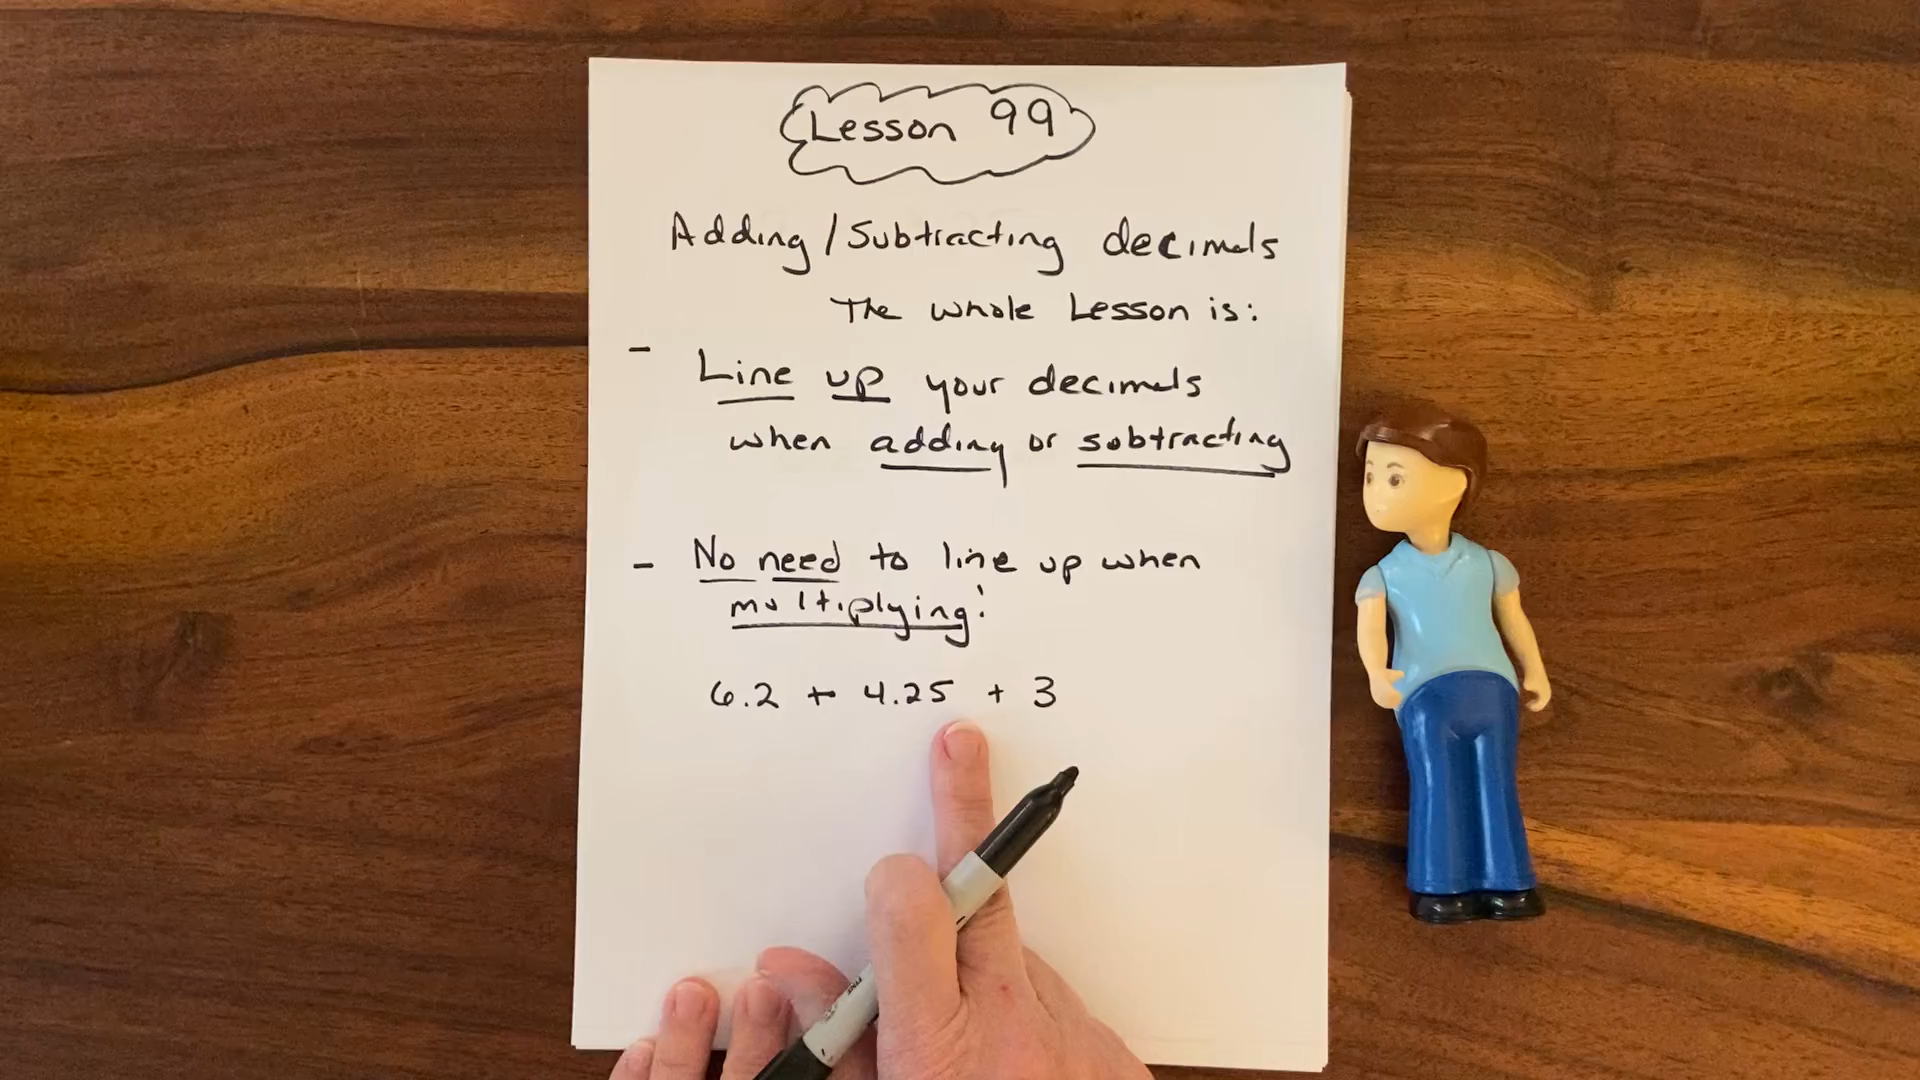 Lesson 99
Adding/Subtracting decimals
The whole Lesson is:
- Line up your decimals
when adding or subtracting
- No need to line up when
multiplying!
6.2 + 4.25 + 3